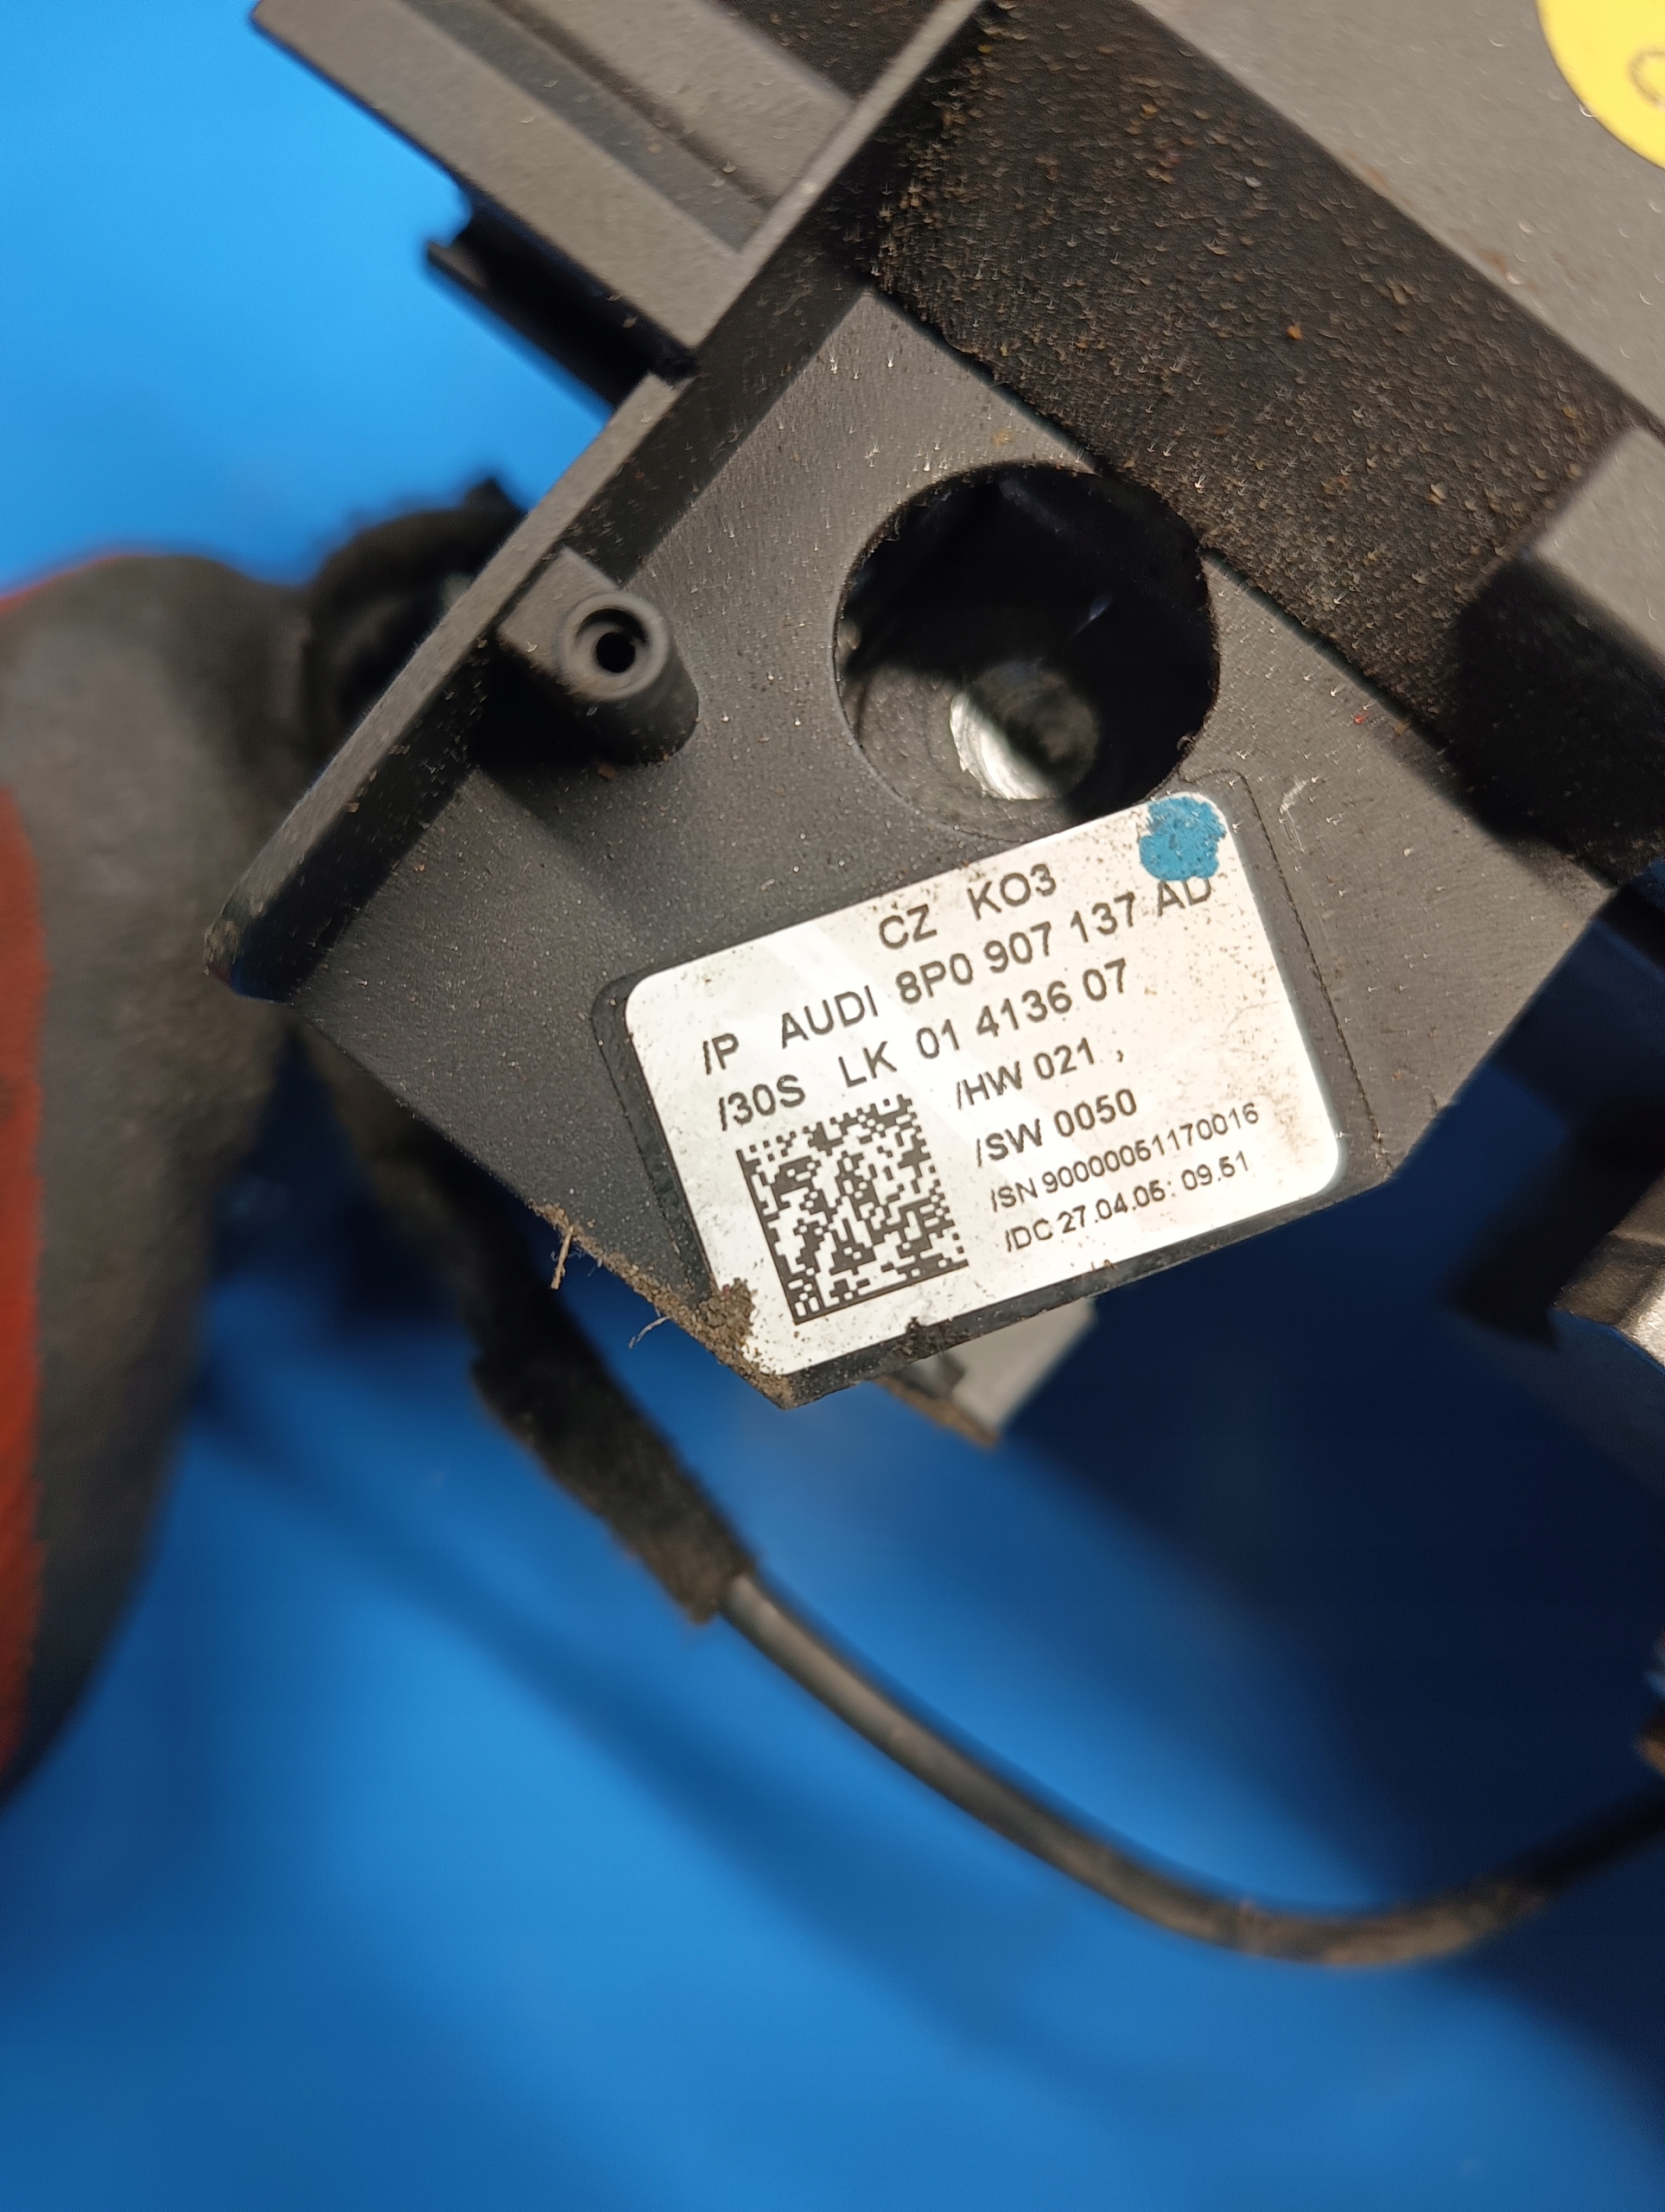 CZ KO3
/P AUDI 8P0 907 137 AD
/30S LK 01 4136 07
/HW 021
/SW 0050
/SN 90000051170016
/DC 27.04.05: 09.51